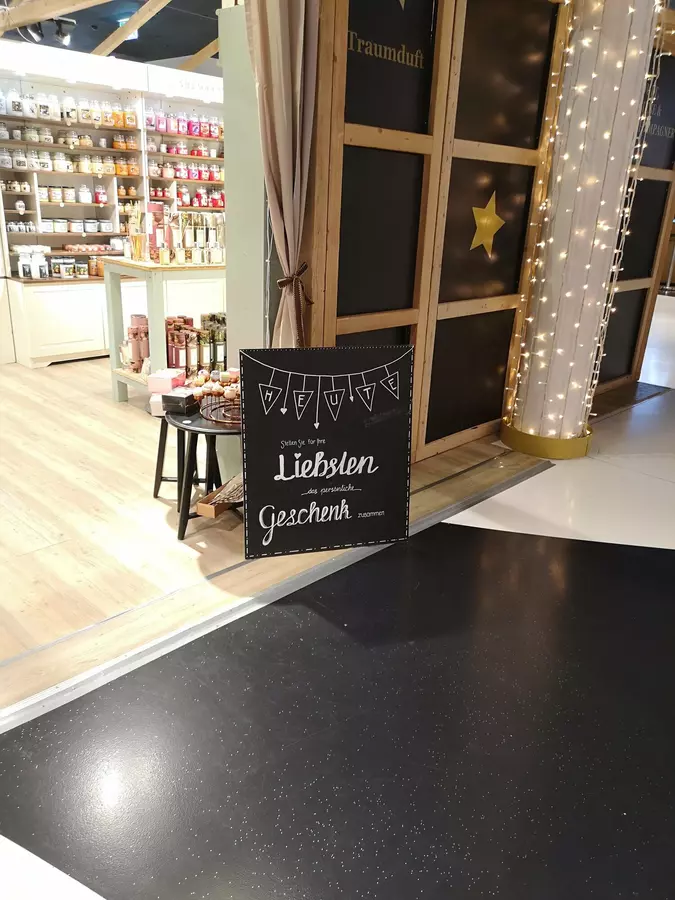 Traumduft
HEUTE
Stellen Sie für Ihre
Liebsten
das persönliche
Geschenk zusammen